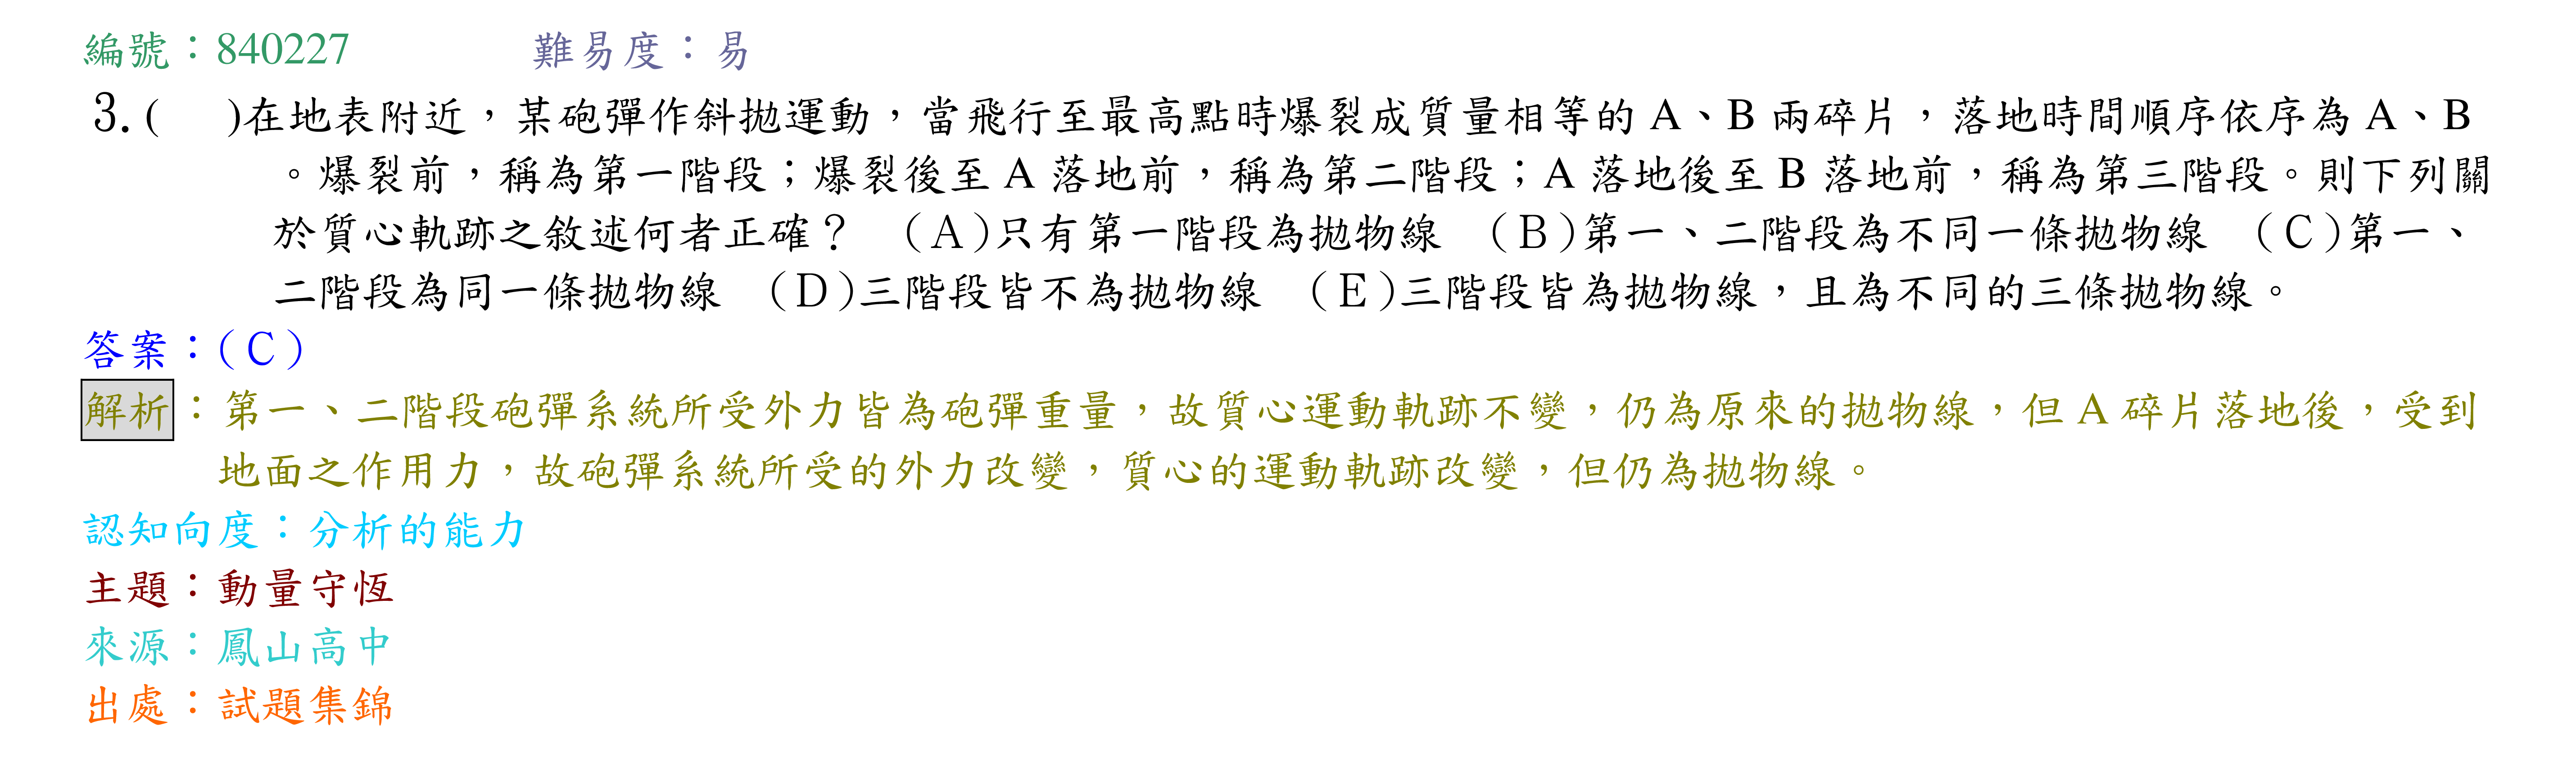 編號：840227　難易度：易
3.(　)在地表附近，某砲彈作斜拋運動，當飛行至最高點時爆裂成質量相等的 A、B 兩碎片，落地時間順序依序為 A、B
。爆裂前，稱為第一階段；爆裂後至 A 落地前，稱為第二階段；A 落地後至 B 落地前，稱為第三階段。則下列關
於質心軌跡之敘述何者正確？　（A)只有第一階段為拋物線　（B)第一、二階段為不同一條拋物線　（C)第一、
二階段為同一條拋物線　（D)三階段皆不為拋物線　（E)三階段皆為拋物線，且為不同的三條拋物線。
答案：(C)
解析：第一、二階段砲彈系統所受外力皆為砲彈重量，故質心運動軌跡不變，仍為原來的拋物線，但 A 碎片落地後，受到
地面之作用力，故砲彈系統所受的外力改變，質心的運動軌跡改變，但仍為拋物線。
認知向度：分析的能力
主題：動量守恆
來源：鳳山高中
出處：試題集錦